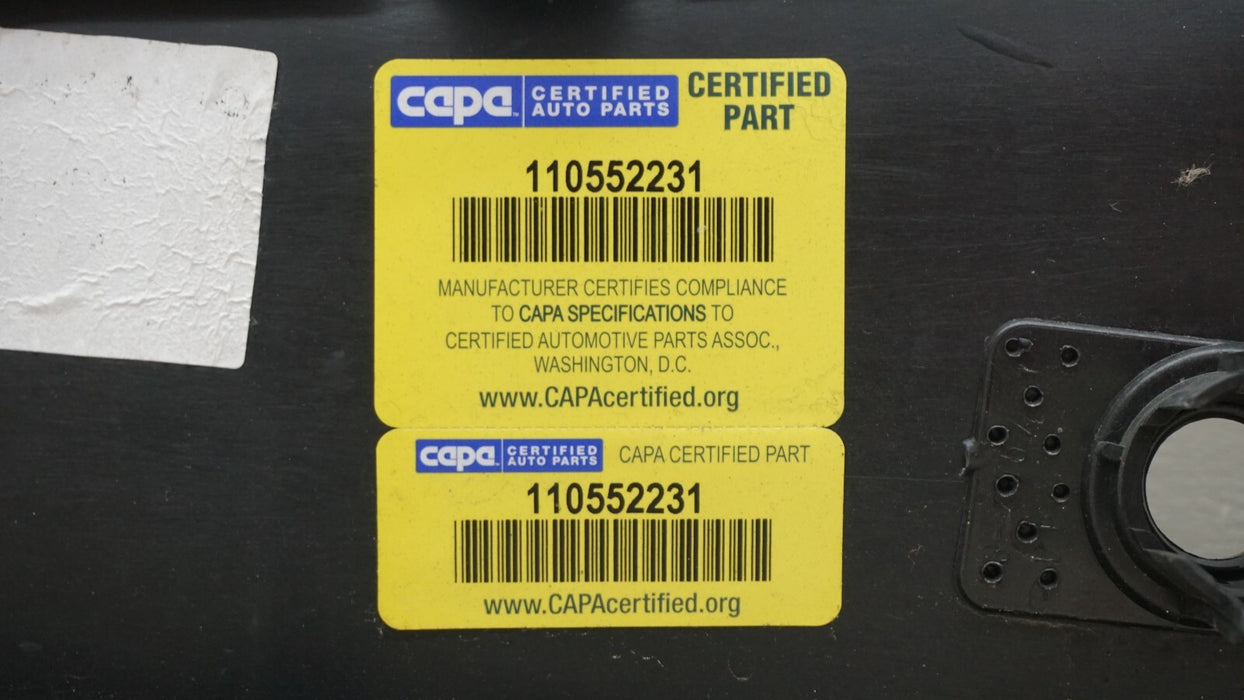 capa™ CERTIFIED AUTO PARTS
CERTIFIED PART
110552231
MANUFACTURER CERTIFIES COMPLIANCE
TO CAPA SPECIFICATIONS TO
CERTIFIED AUTOMOTIVE PARTS ASSOC.,
WASHINGTON, D.C.
www.CAPAcertified.org
capa CERTIFIED AUTO PARTS
CAPA CERTIFIED PART
110552231
www.CAPAcertified.org